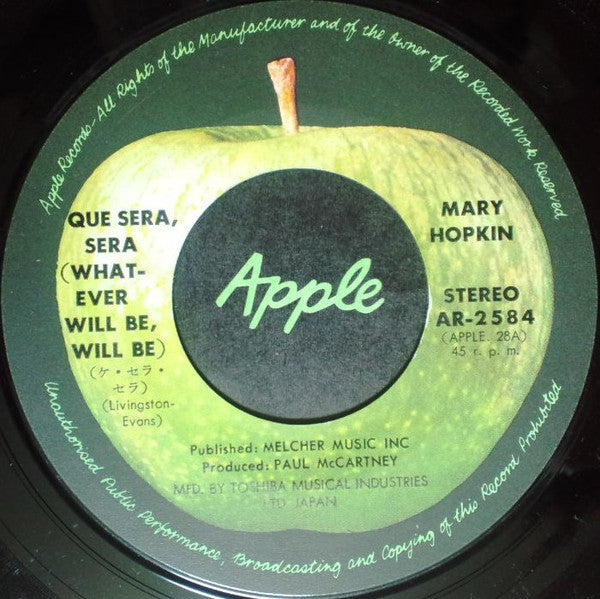 Apple Records-All Rights of the Manufacturer and of the Owner of the Recorded Work Reserved
QUE SERA,
SERA
(WHAT-
EVER
WILL BE,
WILL BE)
(ケ・セラ・
セラ)
(Livingston-
Evans)
Apple
MARY
HOPKIN
STEREO
AR-2584
(APPLE. 28A)
45 r. p. m.
Published: MELCHER MUSIC INC
Produced: PAUL McCARTNEY
MFD. BY TOSHIBA MUSICAL INDUSTRIES
LTD. JAPAN
Unauthorised Public Performance, Broadcasting and Copying of this Record Prohibited